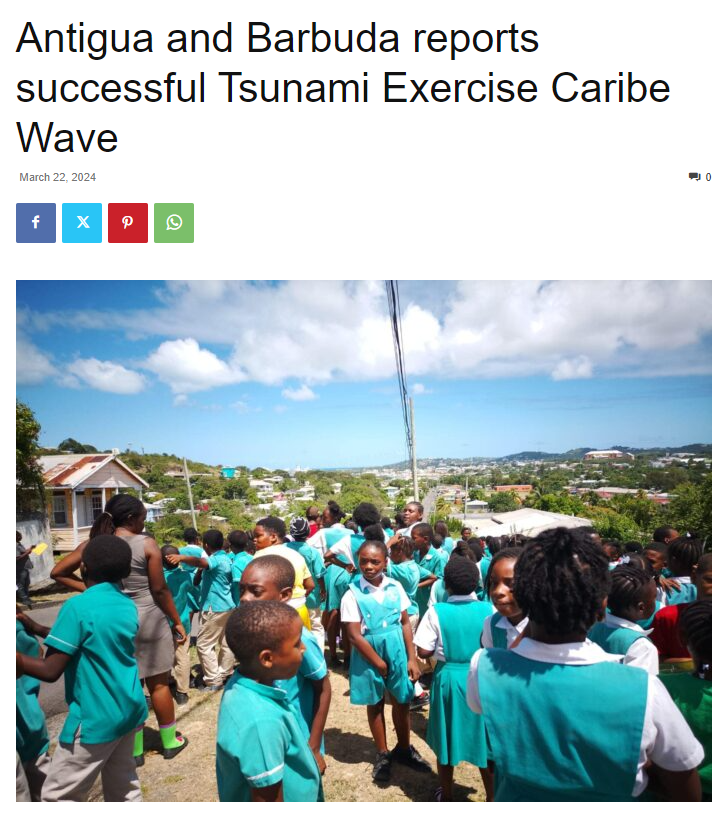 Antigua and Barbuda reports
successful Tsunami Exercise Caribe
Wave
March 22, 2024
0